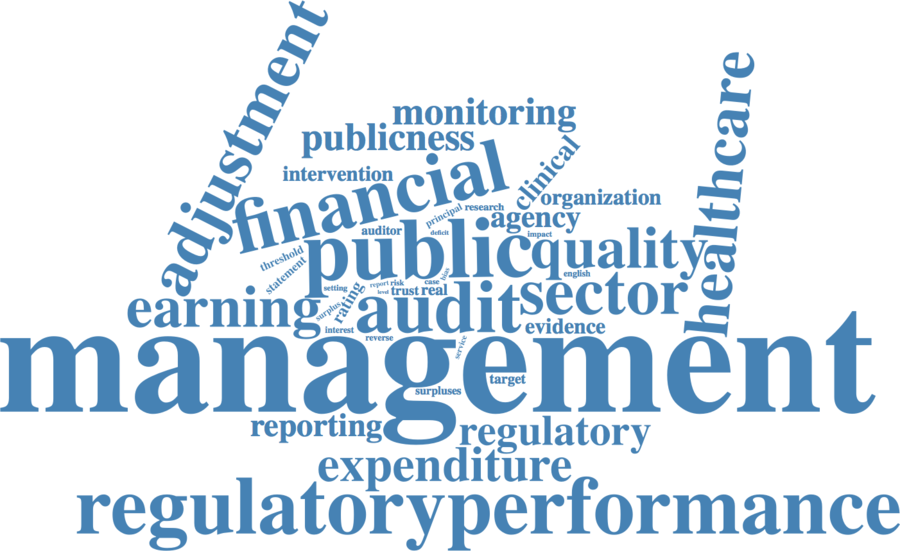 adjustment
healthcare
monitoring
publicness
intervention
clinical
financial
organization
principal
research
agency
auditor
deficit
impact
public
quality
threshold
statement
english
bias
setting
report
risk
case
level
trust
real
rating
surplus
earning
audit
sector
interest
evidence
reverse
service
management
target
surpluses
reporting
regulatory
expenditure
regulatoryperformance